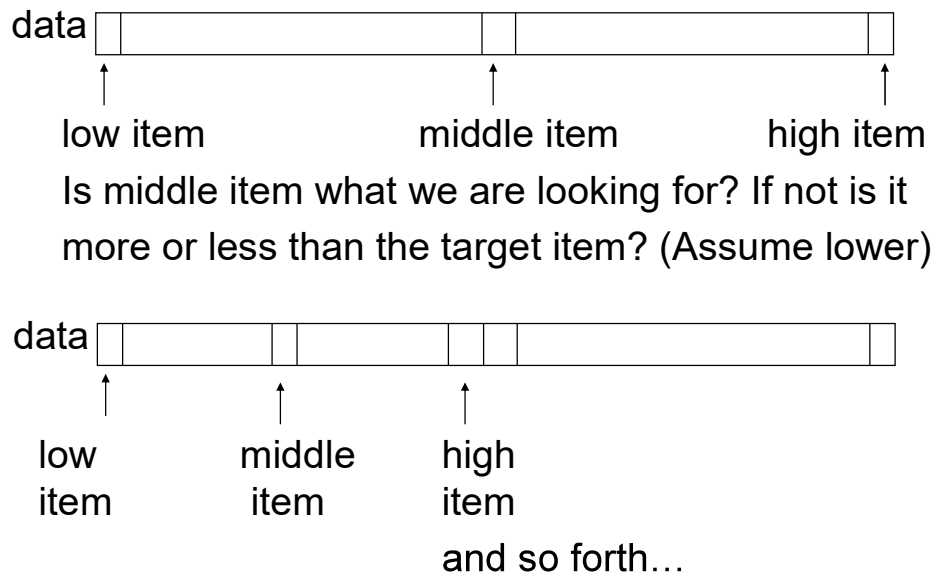 data
low item middle item high item
Is middle item what we are looking for? If not is it
more or less than the target item? (Assume lower)
data
low middle high
item item item
and so forth…